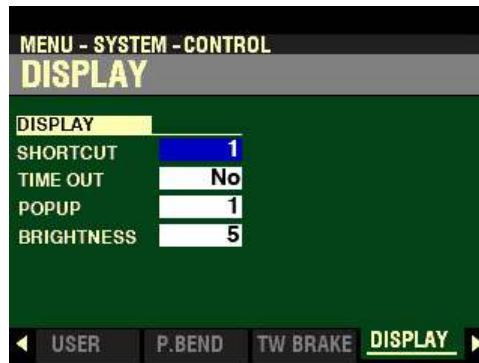 MENU - SYSTEM - CONTROL
DISPLAY
DISPLAY
SHORTCUT 1
TIME OUT No
POPUP 1
BRIGHTNESS 5
USER P.BEND TW BRAKE DISPLAY